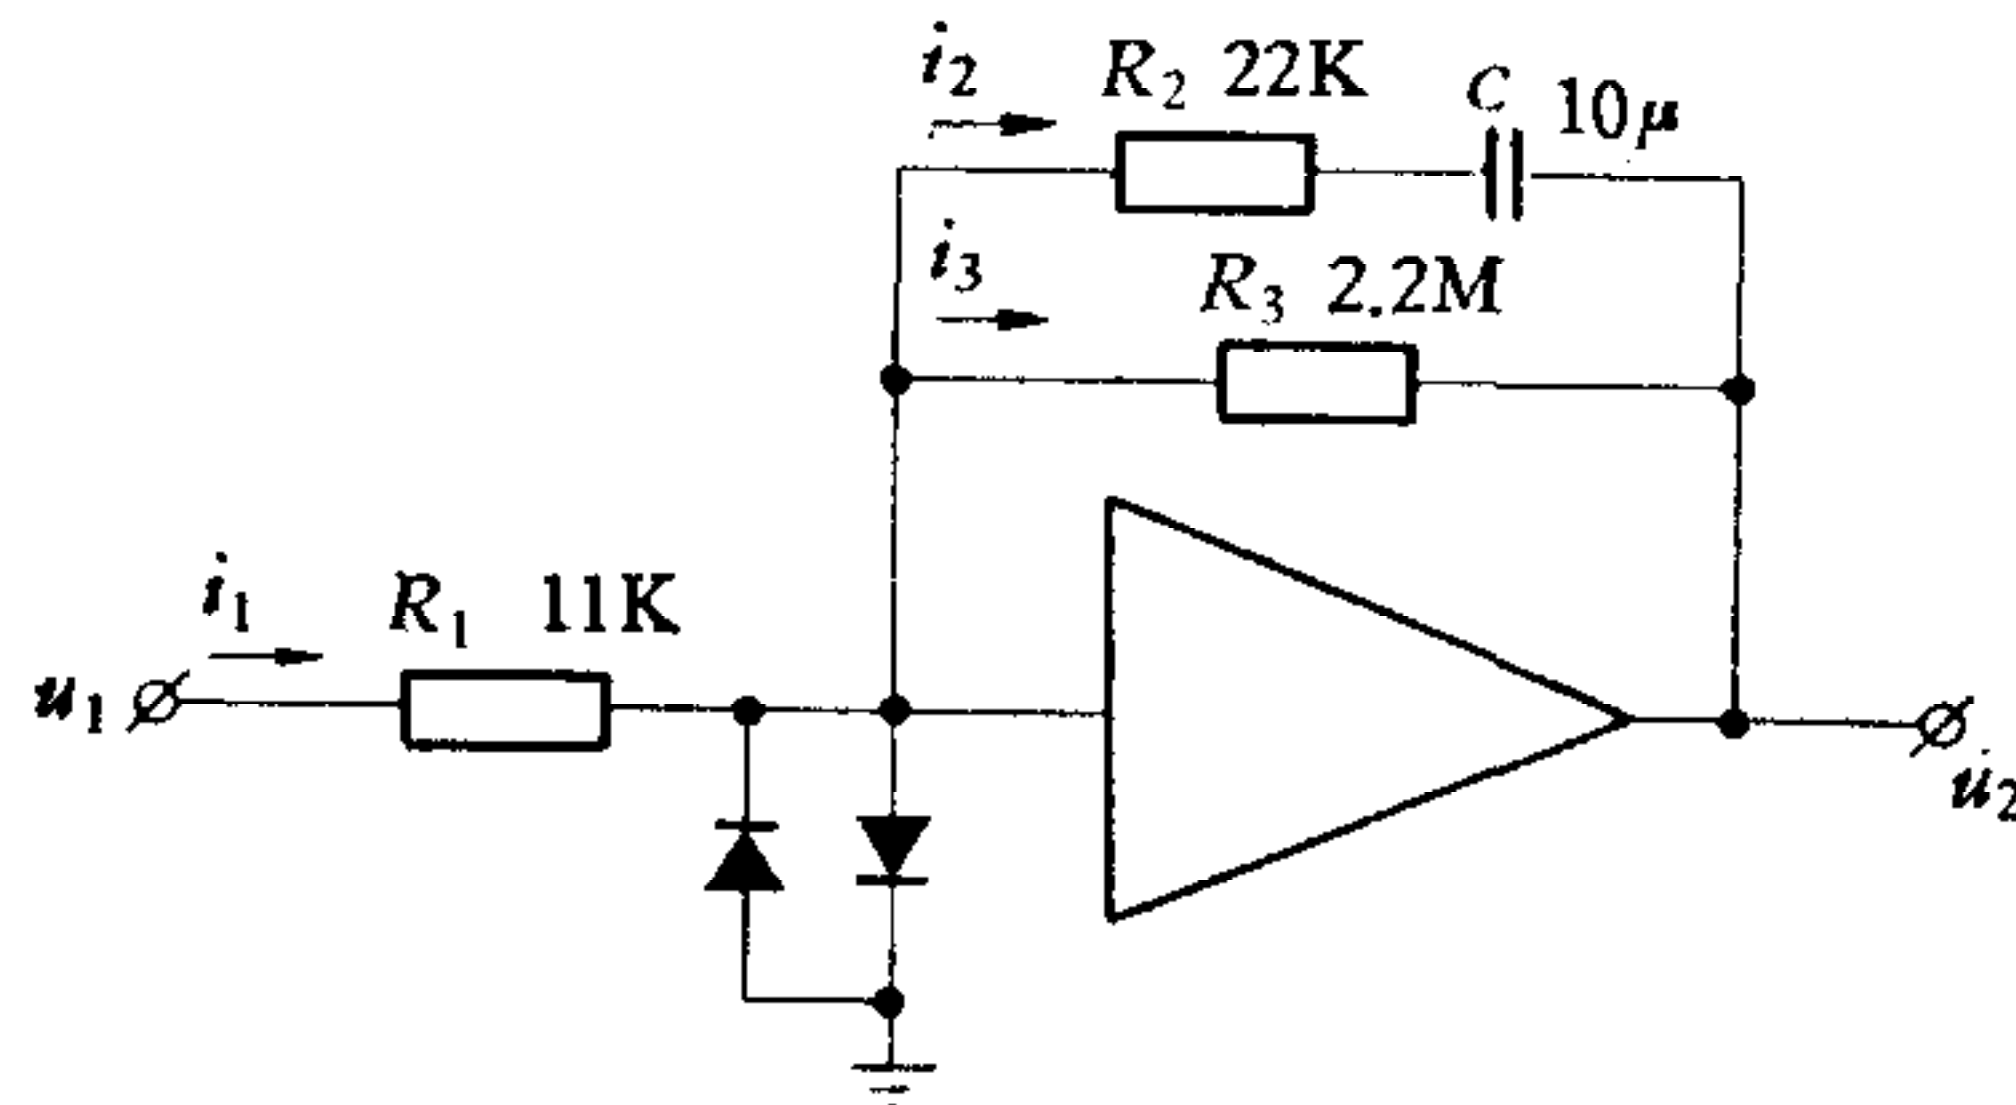 i₂ R₂ 22K C 10μ
i₃ R₃ 2.2M
i₁ R₁ 11K
u₁
u₂